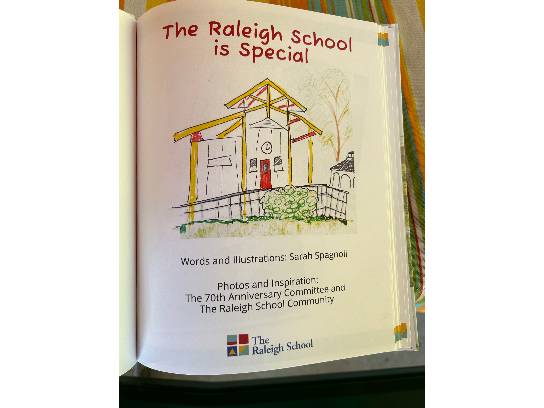 The Raleigh School
is Special
Words and Illustrations: Sarah Spagnoli
Photos and Inspiration:
The 70th Anniversary Committee and
The Raleigh School Community
The
Raleigh School